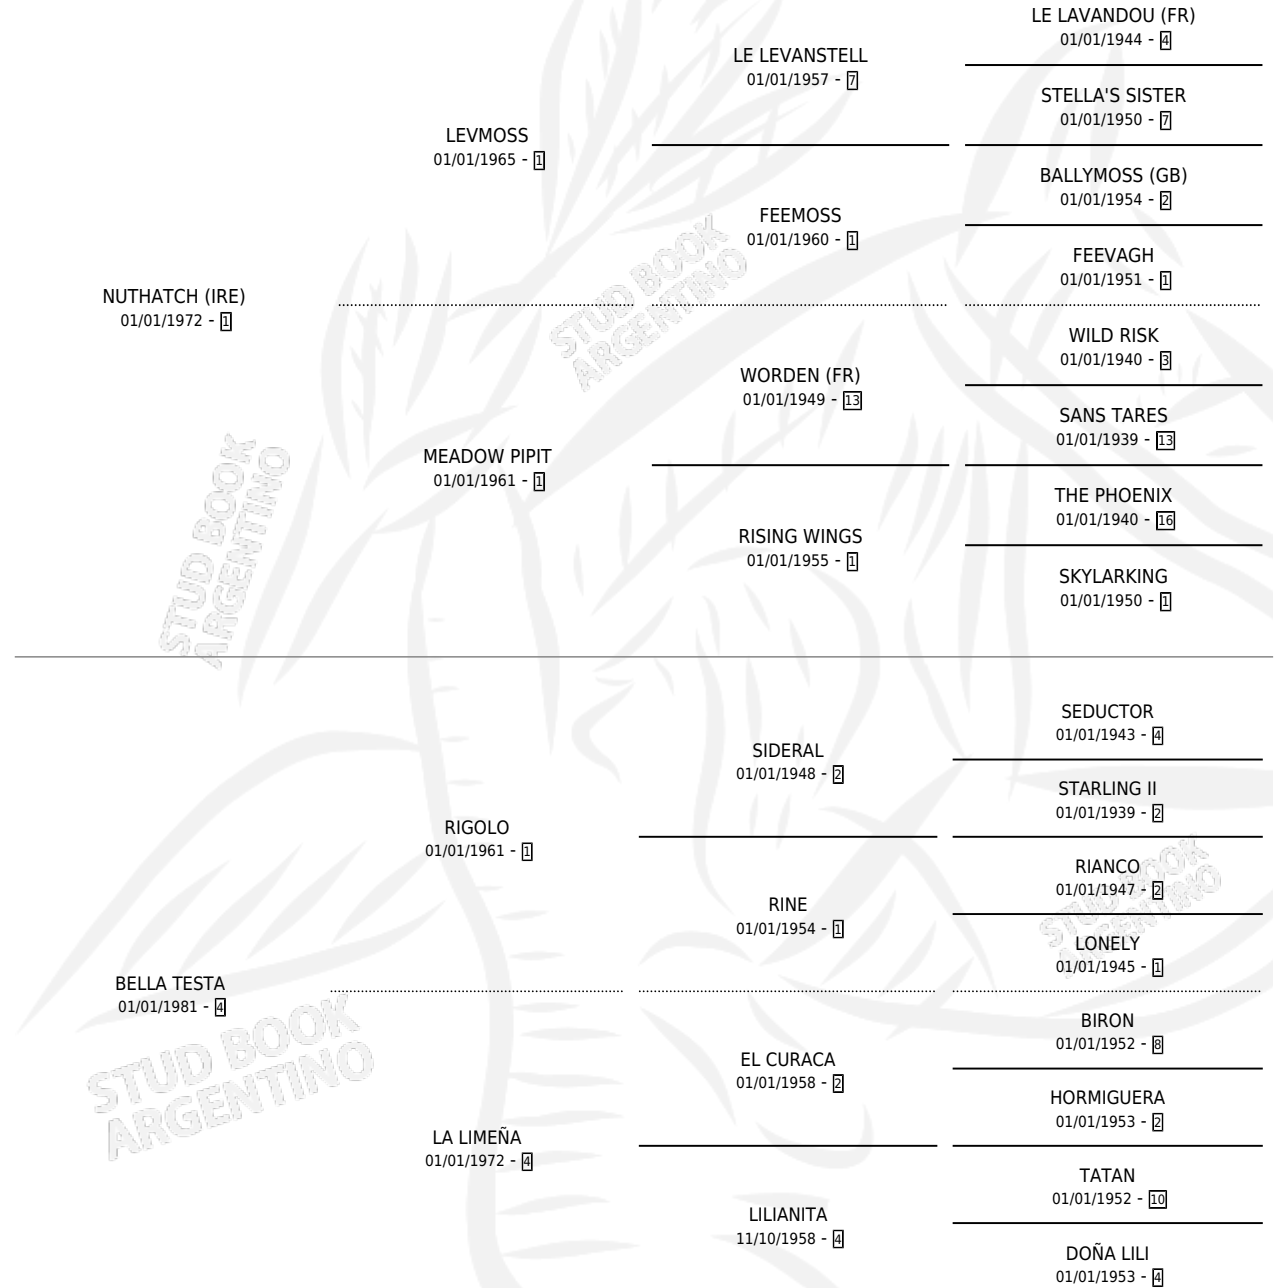 LE LAVANDOU (FR)
01/01/1944 - 4
LE LEVANSTELL
01/01/1957 - 7
STELLA'S SISTER
01/01/1950 - 7
LEVMOSS
01/01/1965 - 1
BALLYMOSS (GB)
01/01/1954 - 2
FEEMOSS
01/01/1960 - 1
FEEVAGH
01/01/1951 - 1
NUTHATCH (IRE)
01/01/1972 - 1
WILD RISK
01/01/1940 - 3
WORDEN (FR)
01/01/1949 - 13
SANS TARES
01/01/1939 - 13
MEADOW PIPIT
01/01/1961 - 1
THE PHOENIX
01/01/1940 - 16
RISING WINGS
01/01/1955 - 1
SKYLARKING
01/01/1950 - 1
STUD BOOK
ARGENTINO
STUD BOOK
ARGENTINO
SEDUCTOR
01/01/1943 - 4
SIDERAL
01/01/1948 - 2
STARLING II
01/01/1939 - 2
RIGOLO
01/01/1961 - 1
RIANCO
01/01/1947 - 2
RINE
01/01/1954 - 1
LONELY
01/01/1945 - 1
STUD BOOK
ARGENTINO
BELLA TESTA
01/01/1981 - 4
BIRON
01/01/1952 - 8
EL CURACA
01/01/1958 - 2
HORMIGUERA
01/01/1953 - 2
STUD BOOK
ARGENTINO
LA LIMEÑA
01/01/1972 - 4
TATAN
01/01/1952 - 10
LILIANITA
11/10/1958 - 4
DOÑA LILI
01/01/1953 - 4